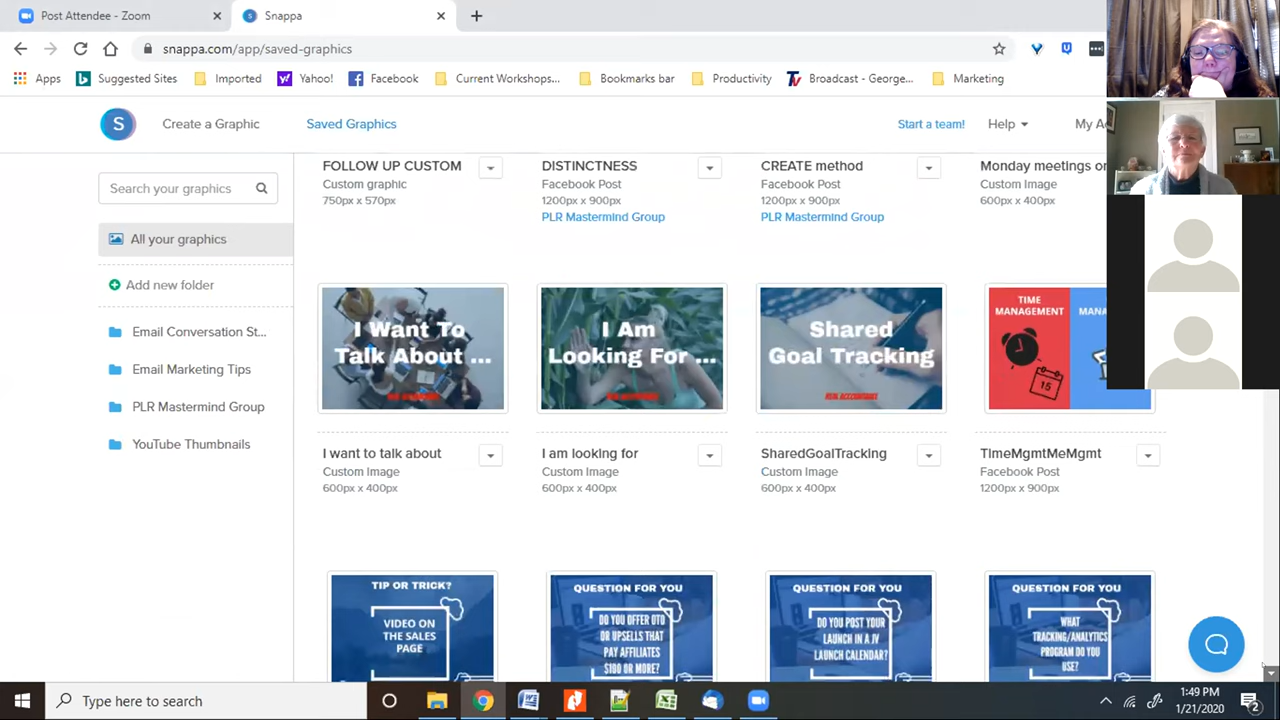 Post Attendee - Zoom
Snappa
snappa.com/app/saved-graphics
Apps
Suggested Sites
Imported
Yahoo!
Facebook
Current Workshops...
Bookmarks bar
Productivity
Broadcast - George...
Marketing
S
Create a Graphic
Saved Graphics
Start a team!
Help
My Ac
Search your graphics
All your graphics
Add new folder
Email Conversation St...
Email Marketing Tips
PLR Mastermind Group
YouTube Thumbnails
FOLLOW UP CUSTOM
Custom graphic
750px x 570px
DISTINCTNESS
Facebook Post
1200px x 900px
PLR Mastermind Group
CREATE method
Facebook Post
1200px x 900px
PLR Mastermind Group
Monday meetings or
Custom Image
600px x 400px
I Want To
Talk About ...
I Am
Looking For ...
Shared
Goal Tracking
TIME
MANAGEMENT
15
MANA
I want to talk about
Custom Image
600px x 400px
I am looking for
Custom Image
600px x 400px
SharedGoalTracking
Custom Image
600px x 400px
TimeMgmtMeMgmt
Facebook Post
1200px x 900px
TIP OR TRICK?
VIDEO ON
THE SALES
PAGE
QUESTION FOR YOU
DO YOU OFFER OTO
OR UPSELLS THAT
PAY AFFILIATES
$100 OR MORE?
QUESTION FOR YOU
DO YOU POST YOUR
LAUNCH IN A JV
LAUNCH CALENDAR?
QUESTION FOR YOU
WHAT
TRACKING/ANALYTICS
PROGRAM DO YOU
USE?
Type here to search
1:49 PM
1/21/2020
2